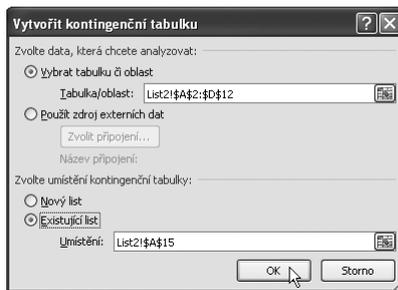 Vytvořit kontingenční tabulku
Zvolte data, která chcete analyzovat:
Vybrat tabulku či oblast
Tabulka/oblast: List2!$A$2:$D$12
Použít zdroj externích dat
Zvolit připojení...
Název připojení:
Zvolte umístění kontingenční tabulky:
Nový list
Existující list
Umístění: List2!$A$15
OK Storno